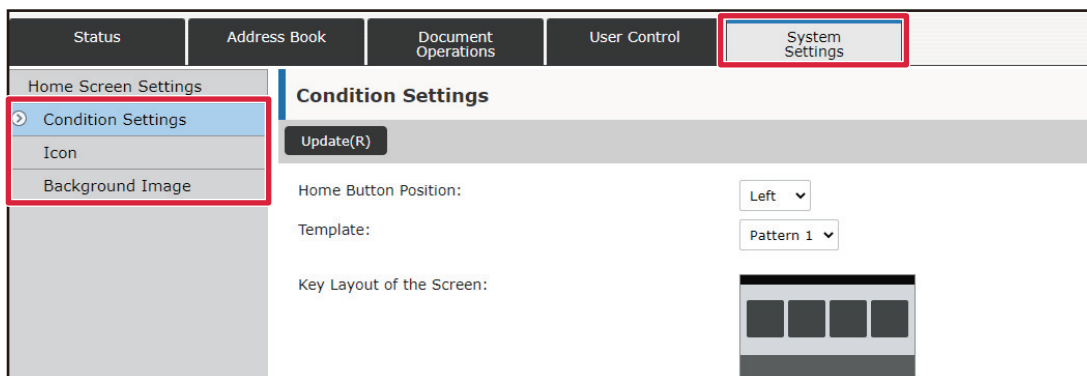 Status
Address Book
Document
Operations
User Control
System
Settings
Home Screen Settings
Condition Settings
Icon
Background Image
Condition Settings
Update(R)
Home Button Position:
Left
Template:
Pattern 1
Key Layout of the Screen: